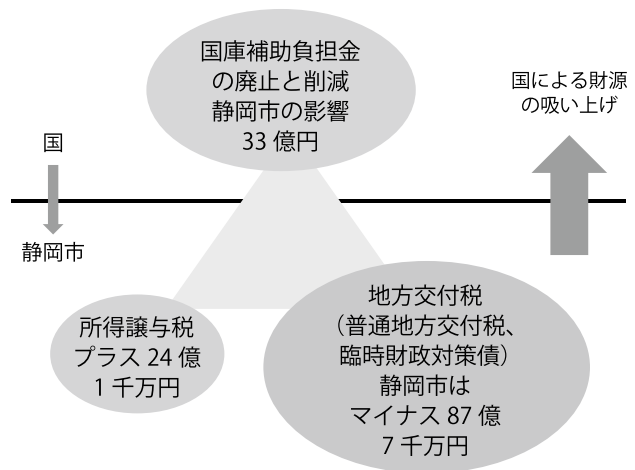 国庫補助負担金
の廃止と削減
静岡市の影響
33 億円
国による財源
の吸い上げ
国
静岡市
所得譲与税
プラス 24 億
1 千万円
地方交付税
（普通地方交付税、
臨時財政対策債）
静岡市は
マイナス 87 億
7 千万円